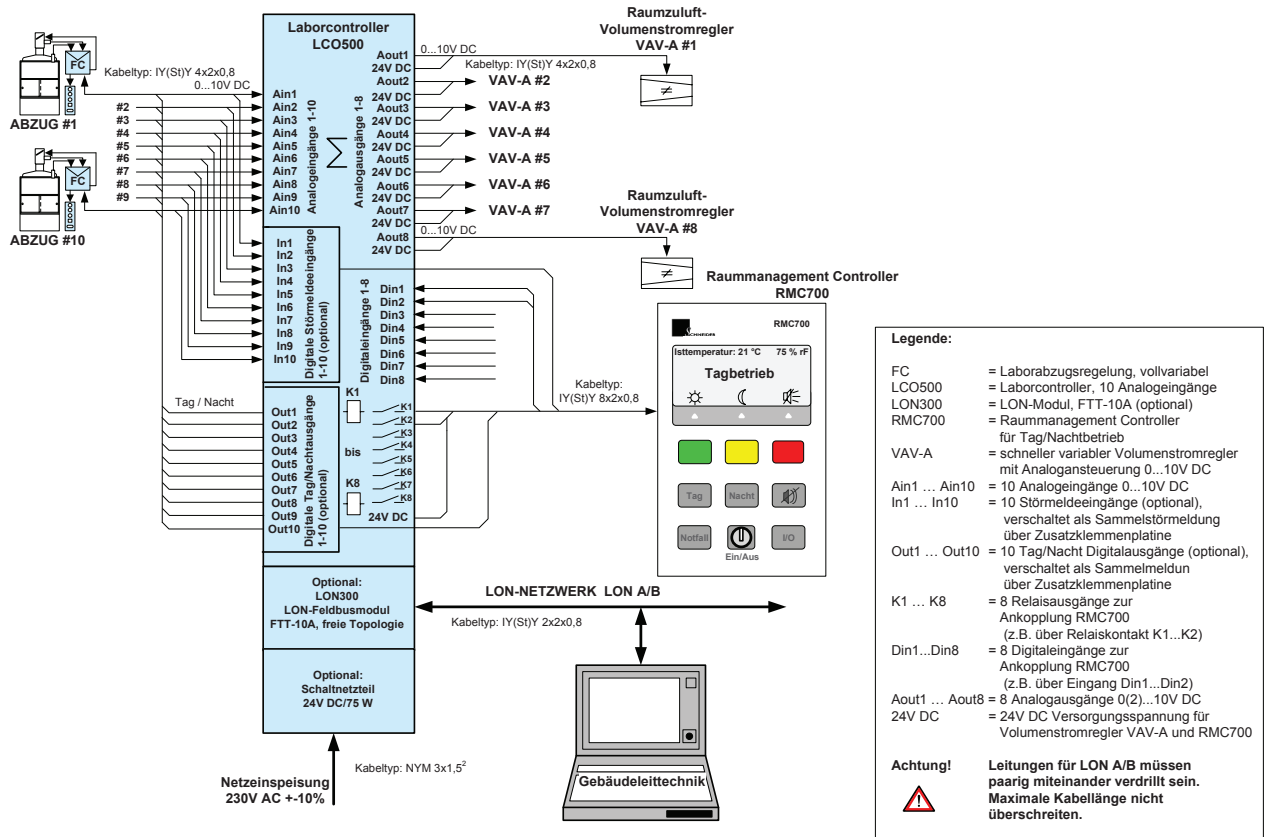 Laborcontroller
LCO500
FC
Kabeltyp: IY(St)Y 4x2x0,8
0...10V DC
ABZUG #1
#2
#3
#4
#5
#6
#7
#8
#9
FC
ABZUG #10
Ain1
Ain2
Ain3
Ain4
Ain5
Ain6
Ain7
Ain8
Ain9
Ain10
Analogeingänge 1-10
∑
Analogausgänge 1-8
Aout1
24V DC
Aout2
24V DC
Aout3
24V DC
Aout4
24V DC
Aout5
24V DC
Aout6
24V DC
Aout7
24V DC
Aout8
24V DC
0...10V DC
Kabeltyp: IY(St)Y 4x2x0,8
Raumzuluft-
Volumenstromregler
VAV-A #1
VAV-A #2
VAV-A #3
VAV-A #4
VAV-A #5
VAV-A #6
VAV-A #7
0...10V DC
Raumzuluft-
Volumenstromregler
VAV-A #8
In1
In2
In3
In4
In5
In6
In7
In8
In9
In10
Digitale Störmeldeeingänge
1-10 (optional)
Digitaleingänge 1-8
Din1
Din2
Din3
Din4
Din5
Din6
Din7
Din8
Tag / Nacht
Out1
Out2
Out3
Out4
Out5
Out6
Out7
Out8
Out9
Out10
Digitale Tag/Nachtausgänge
1-10 (optional)
K1
bis
K8
K1
K2
K3
K4
K5
K6
K7
K8
24V DC
Kabeltyp:
IY(St)Y 8x2x0,8
Raummanagement Controller
RMC700
SCHNEIDER
RMC700
Isttemperatur: 21 °C 75 % rF
Tagbetrieb
Tag
Nacht
Notfall
I/O
Ein/Aus
Optional:
LON300
LON-Feldbusmodul
FTT-10A, freie Topologie
LON-NETZWERK LON A/B
Kabeltyp: IY(St)Y 2x2x0,8
Optional:
Schaltnetzteil
24V DC/75 W
Netzeinspeisung
230V AC +-10%
Kabeltyp: NYM 3x1,5²
Gebäudeleittechnik
Legende:
FC = Laborabzugsregelung, vollvariabel
LCO500 = Laborcontroller, 10 Analogeingänge
LON300 = LON-Modul, FTT-10A (optional)
RMC700 = Raummanagement Controller
für Tag/Nachtbetrieb
VAV-A = schneller variabler Volumenstromregler
mit Analogansteuerung 0...10V DC
Ain1 ... Ain10 = 10 Analogeingänge 0...10V DC
In1 ... In10 = 10 Störmeldeeingänge (optional),
verschaltet als Sammelstörmeldung
über Zusatzklemmenplatine
Out1 ... Out10 = 10 Tag/Nacht Digitalausgänge (optional),
verschaltet als Sammelmeldun
über Zusatzklemmenplatine
K1 ... K8 = 8 Relaisausgänge zur
Ankopplung RMC700
(z.B. über Relaiskontakt K1...K2)
Din1...Din8 = 8 Digitaleingänge zur
Ankopplung RMC700
(z.B. über Eingang Din1...Din2)
Aout1 ... Aout8 = 8 Analogausgänge 0(2)...10V DC
24V DC = 24V DC Versorgungsspannung für
Volumenstromregler VAV-A und RMC700
Achtung! Leitungen für LON A/B müssen
paarig miteinander verdrillt sein.
Maximale Kabellänge nicht
überschreiten.